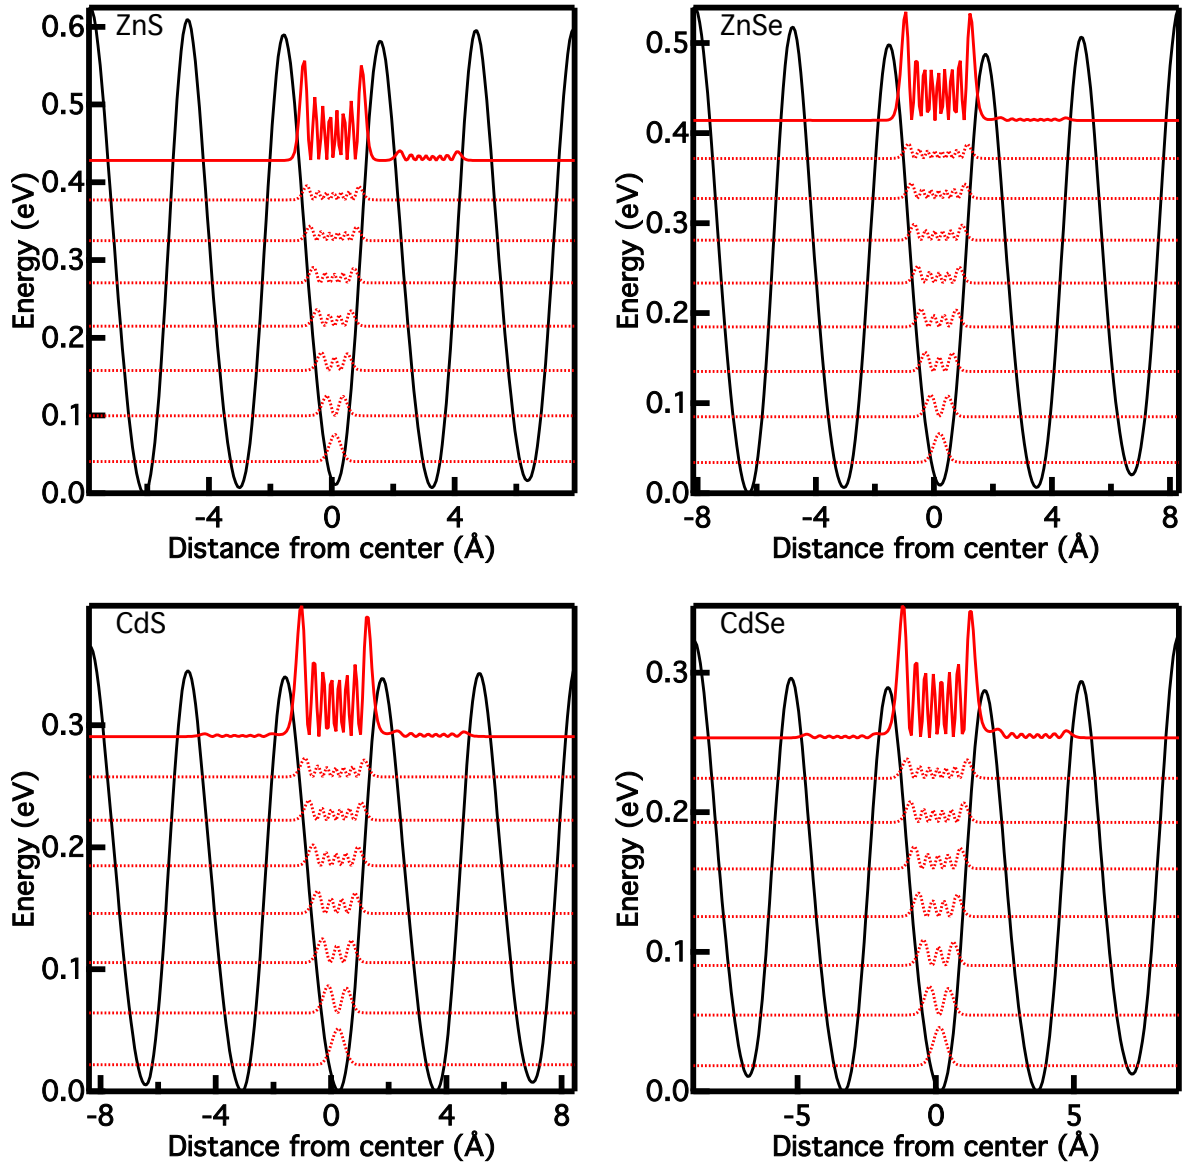 ZnS
0.6
0.5
0.4
0.3
0.2
0.1
0.0
Energy (eV)
-4 0 4
Distance from center (Å)
ZnSe
0.5
0.4
0.3
0.2
0.1
0.0
Energy (eV)
-8 -4 0 4 8
Distance from center (Å)
CdS
0.3
0.2
0.1
0.0
Energy (eV)
-8 -4 0 4 8
Distance from center (Å)
CdSe
0.3
0.2
0.1
0.0
Energy (eV)
-5 0 5
Distance from center (Å)